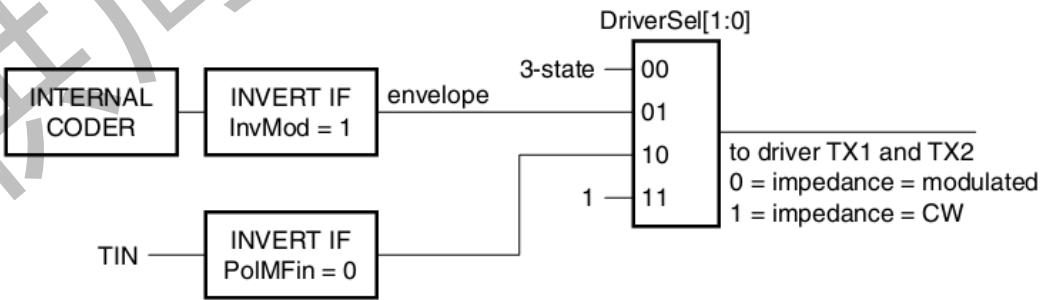 DriverSel[1:0]
3-state
00
INTERNAL
CODER
INVERT IF
InvMod = 1
envelope
01
10
1
11
to driver TX1 and TX2
0 = impedance = modulated
1 = impedance = CW
TIN
INVERT IF
PolMFin = 0